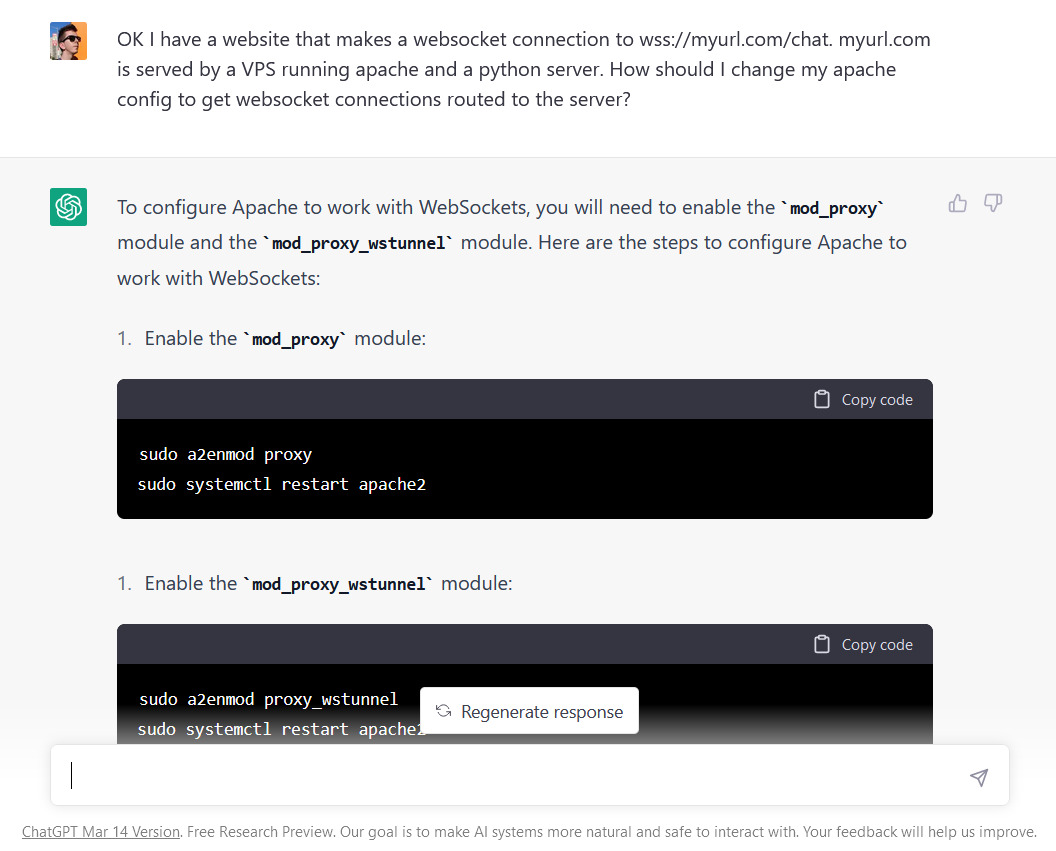 OK I have a website that makes a websocket connection to wss://myurl.com/chat. myurl.com
is served by a VPS running apache and a python server. How should I change my apache
config to get websocket connections routed to the server?
To configure Apache to work with WebSockets, you will need to enable the `mod_proxy`
module and the `mod_proxy_wstunnel` module. Here are the steps to configure Apache to
work with WebSockets:
1. Enable the `mod_proxy` module:
Copy code
sudo a2enmod proxy
sudo systemctl restart apache2
1. Enable the `mod_proxy_wstunnel` module:
Copy code
sudo a2enmod proxy_wstunnel
sudo systemctl restart apache2
Regenerate response
ChatGPT Mar 14 Version. Free Research Preview. Our goal is to make AI systems more natural and safe to interact with. Your feedback will help us improve.